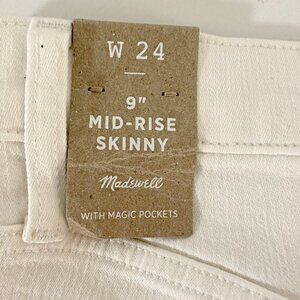 W 24
9"
MID-RISE
SKINNY
Madewell
WITH MAGIC POCKETS